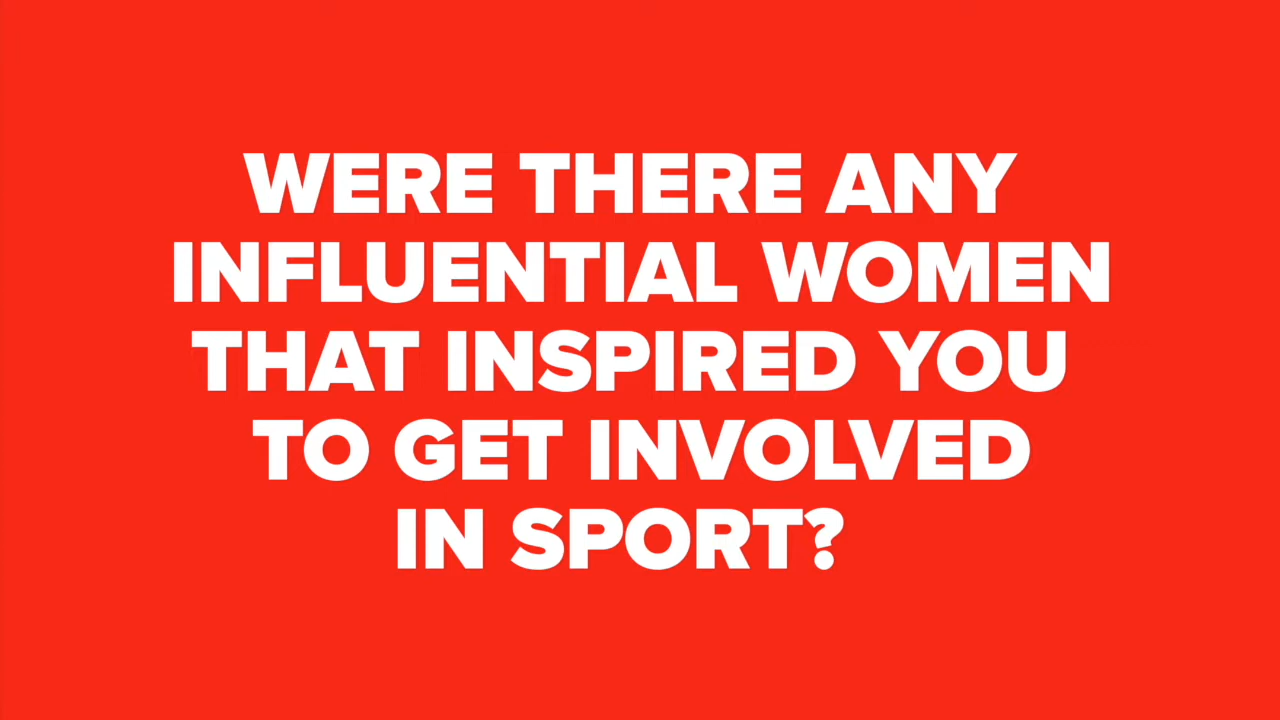 WERE THERE ANY
INFLUENTIAL WOMEN
THAT INSPIRED YOU
TO GET INVOLVED
IN SPORT?